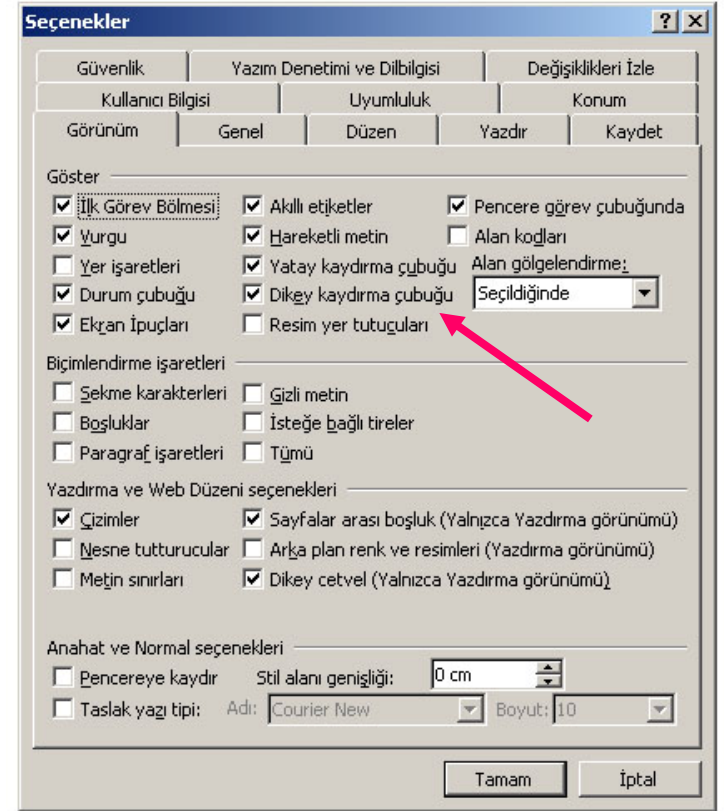 Seçenekler
Güvenlik Yazım Denetimi ve Dilbilgisi Değişiklikleri İzle
Kullanıcı Bilgisi Uyumluluk Konum
Görünüm Genel Düzen Yazdır Kaydet
Göster
İlk Görev Bölmesi Akıllı etiketler Pencere görev çubuğunda
Vurgu Hareketli metin Alan kodları
Yer işaretleri Yatay kaydırma çubuğu Alan gölgelendirme:
Durum çubuğu Dikey kaydırma çubuğu Seçildiğinde
Ekran İpuçları Resim yer tutucuları
Biçimlendirme işaretleri
Sekme karakterleri Gizli metin
Boşluklar İsteğe bağlı tireler
Paragraf işaretleri Tümü
Yazdırma ve Web Düzeni seçenekleri
Çizimler Sayfalar arası boşluk (Yalnızca Yazdırma görünümü)
Nesne tutturucular Arka plan renk ve resimleri (Yazdırma görünümü)
Metin sınırları Dikey cetvel (Yalnızca Yazdırma görünümü)
Anahat ve Normal seçenekleri
Pencereye kaydır Stil alanı genişliği: 0 cm
Taslak yazı tipi: Adı: Courier New Boyut: 10
Tamam İptal